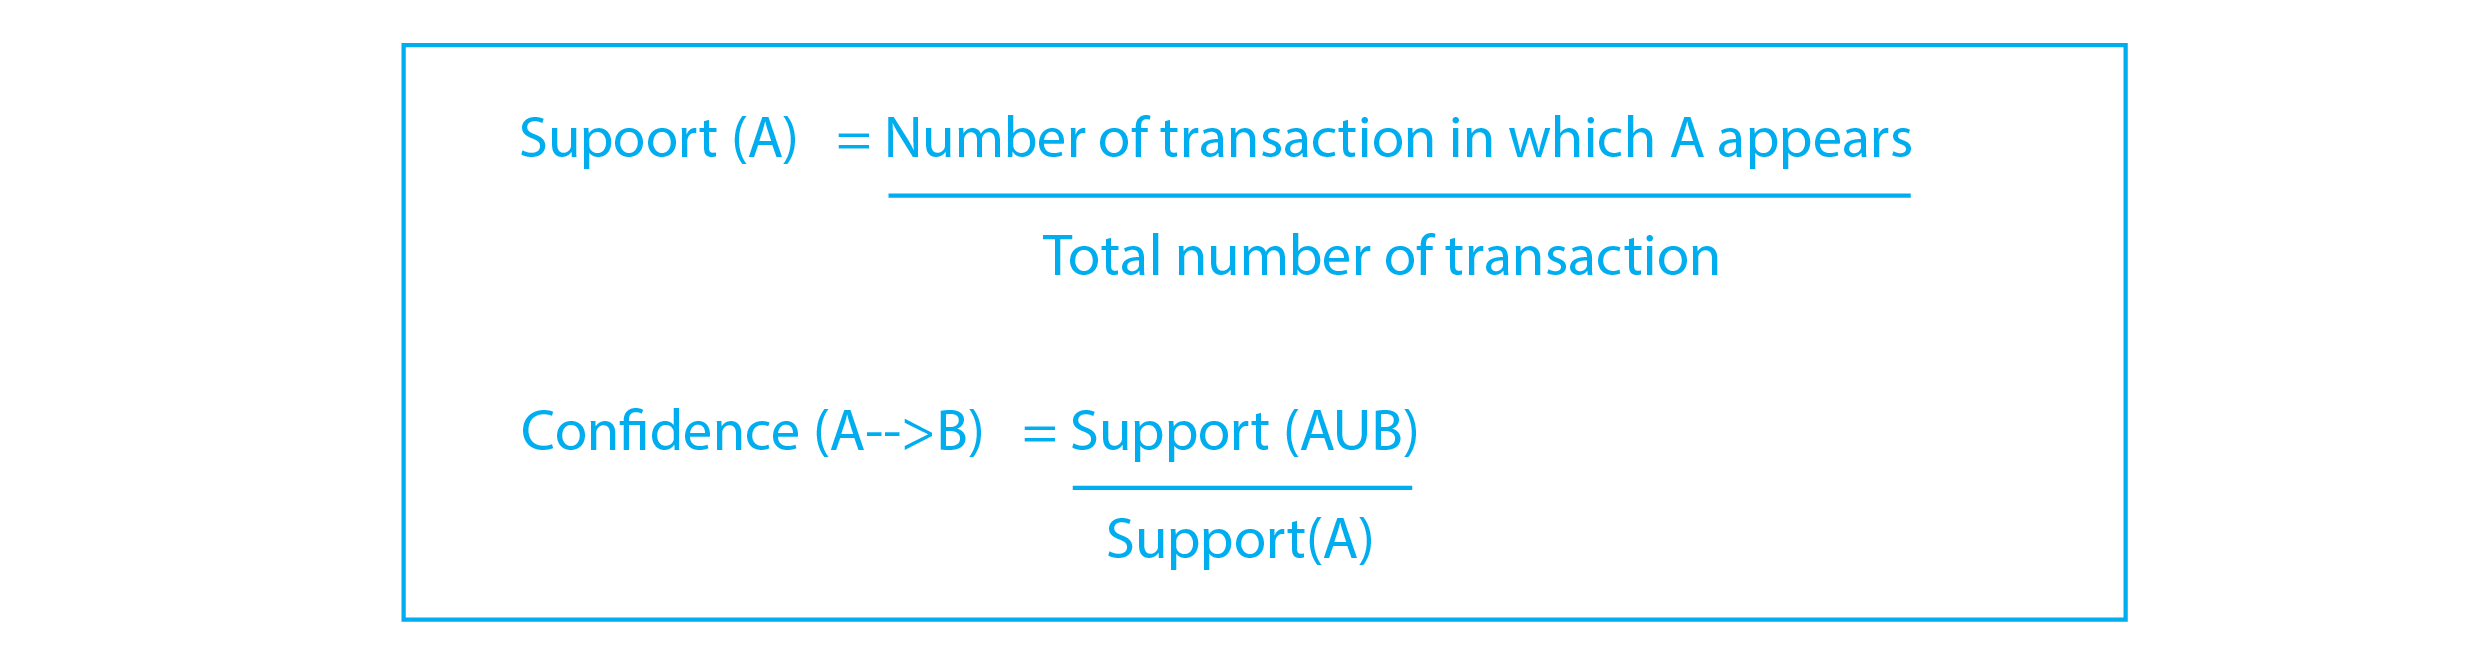 Supoort (A) = Number of transaction in which A appears
Total number of transaction
Confidence (A-->B) = Support (AUB)
Support(A)